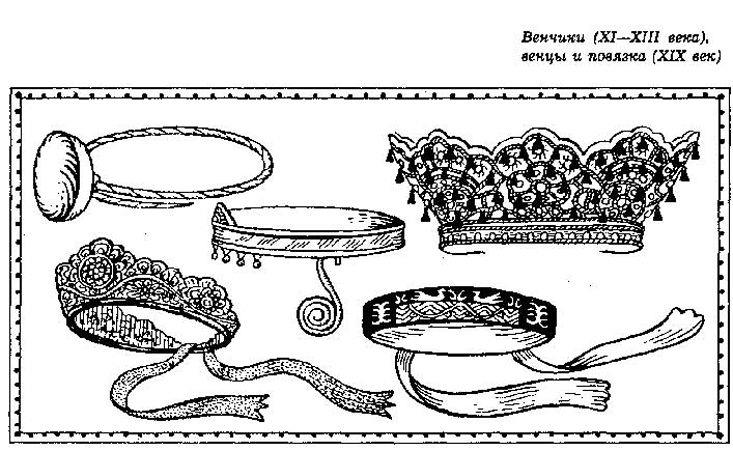 Венчики (XI—XIII века),
венцы и повязка (XIX век)